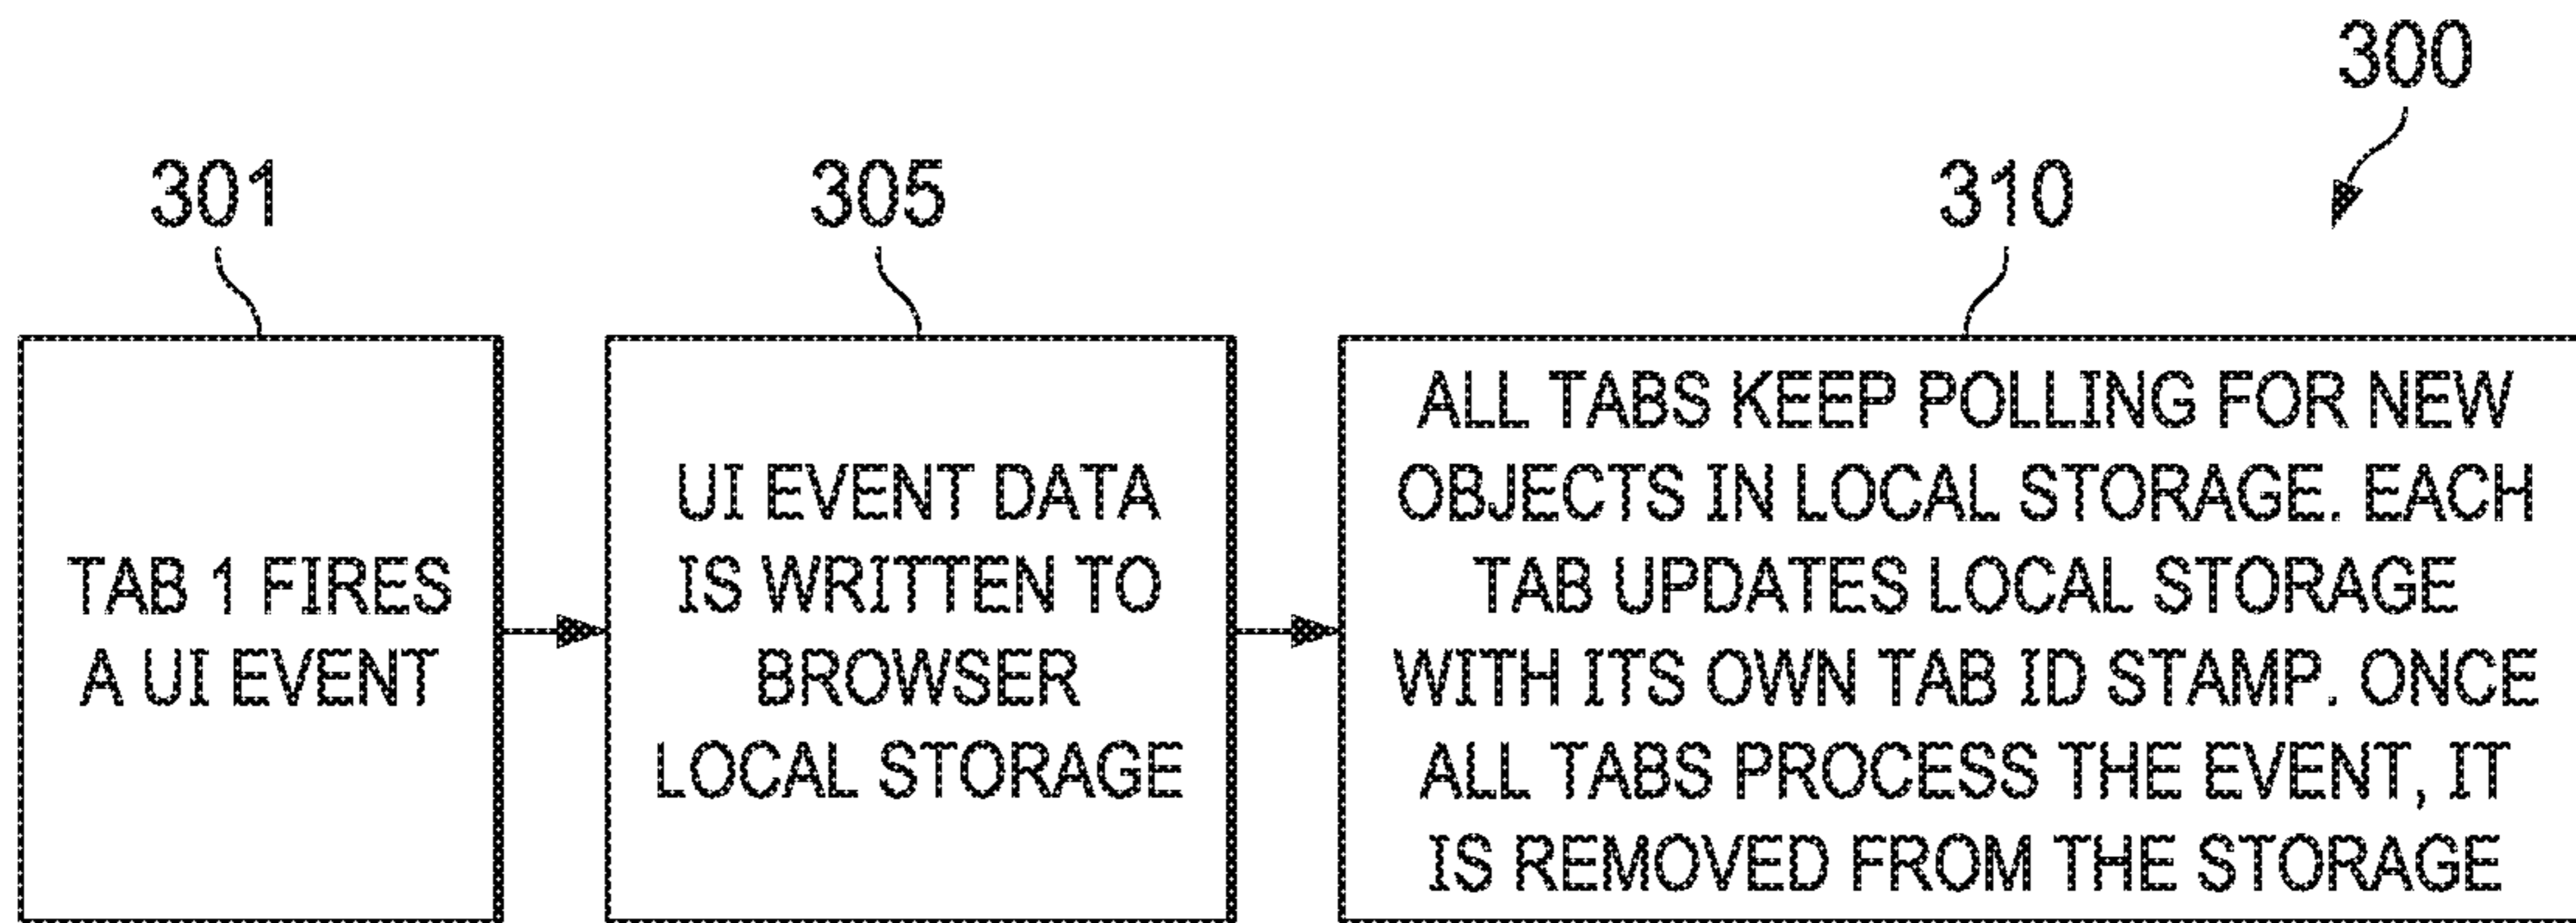 300
301
305
310
TAB 1 FIRES
A UI EVENT
UI EVENT DATA
IS WRITTEN TO
BROWSER
LOCAL STORAGE
ALL TABS KEEP POLLING FOR NEW
OBJECTS IN LOCAL STORAGE. EACH
TAB UPDATES LOCAL STORAGE
WITH ITS OWN TAB ID STAMP. ONCE
ALL TABS PROCESS THE EVENT, IT
IS REMOVED FROM THE STORAGE